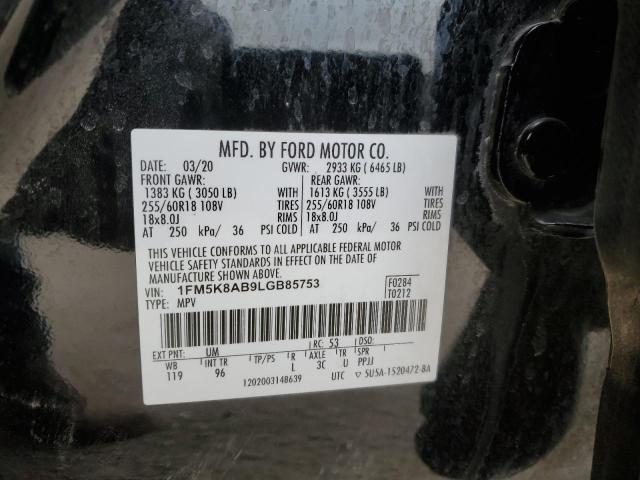 MFD. BY FORD MOTOR CO.
DATE: 03/20 GVWR: 2933 KG ( 6465 LB)
FRONT GAWR: REAR GAWR:
1383 KG ( 3050 LB) WITH 1613 KG ( 3555 LB) WITH
255/60R18 108V TIRES 255/60R18 108V TIRES
18x8.0J RIMS 18x8.0J RIMS
AT 250 kPa/ 36 PSI COLD AT 250 kPa/ 36 PSI COLD
THIS VEHICLE CONFORMS TO ALL APPLICABLE FEDERAL MOTOR
VEHICLE SAFETY STANDARDS IN EFFECT ON THE DATE OF
MANUFACTURE SHOWN ABOVE.
VIN: 1FM5K8AB9LGB85753 F0284
TYPE: MPV T0212
EXT PNT: UM RC: 53 DSO:
WB INT TR TP/PS R AXLE TR SPR
119 96 L 3C U PPJJ
1202003148639 UTC ▽ 5U5A-1520472-BA